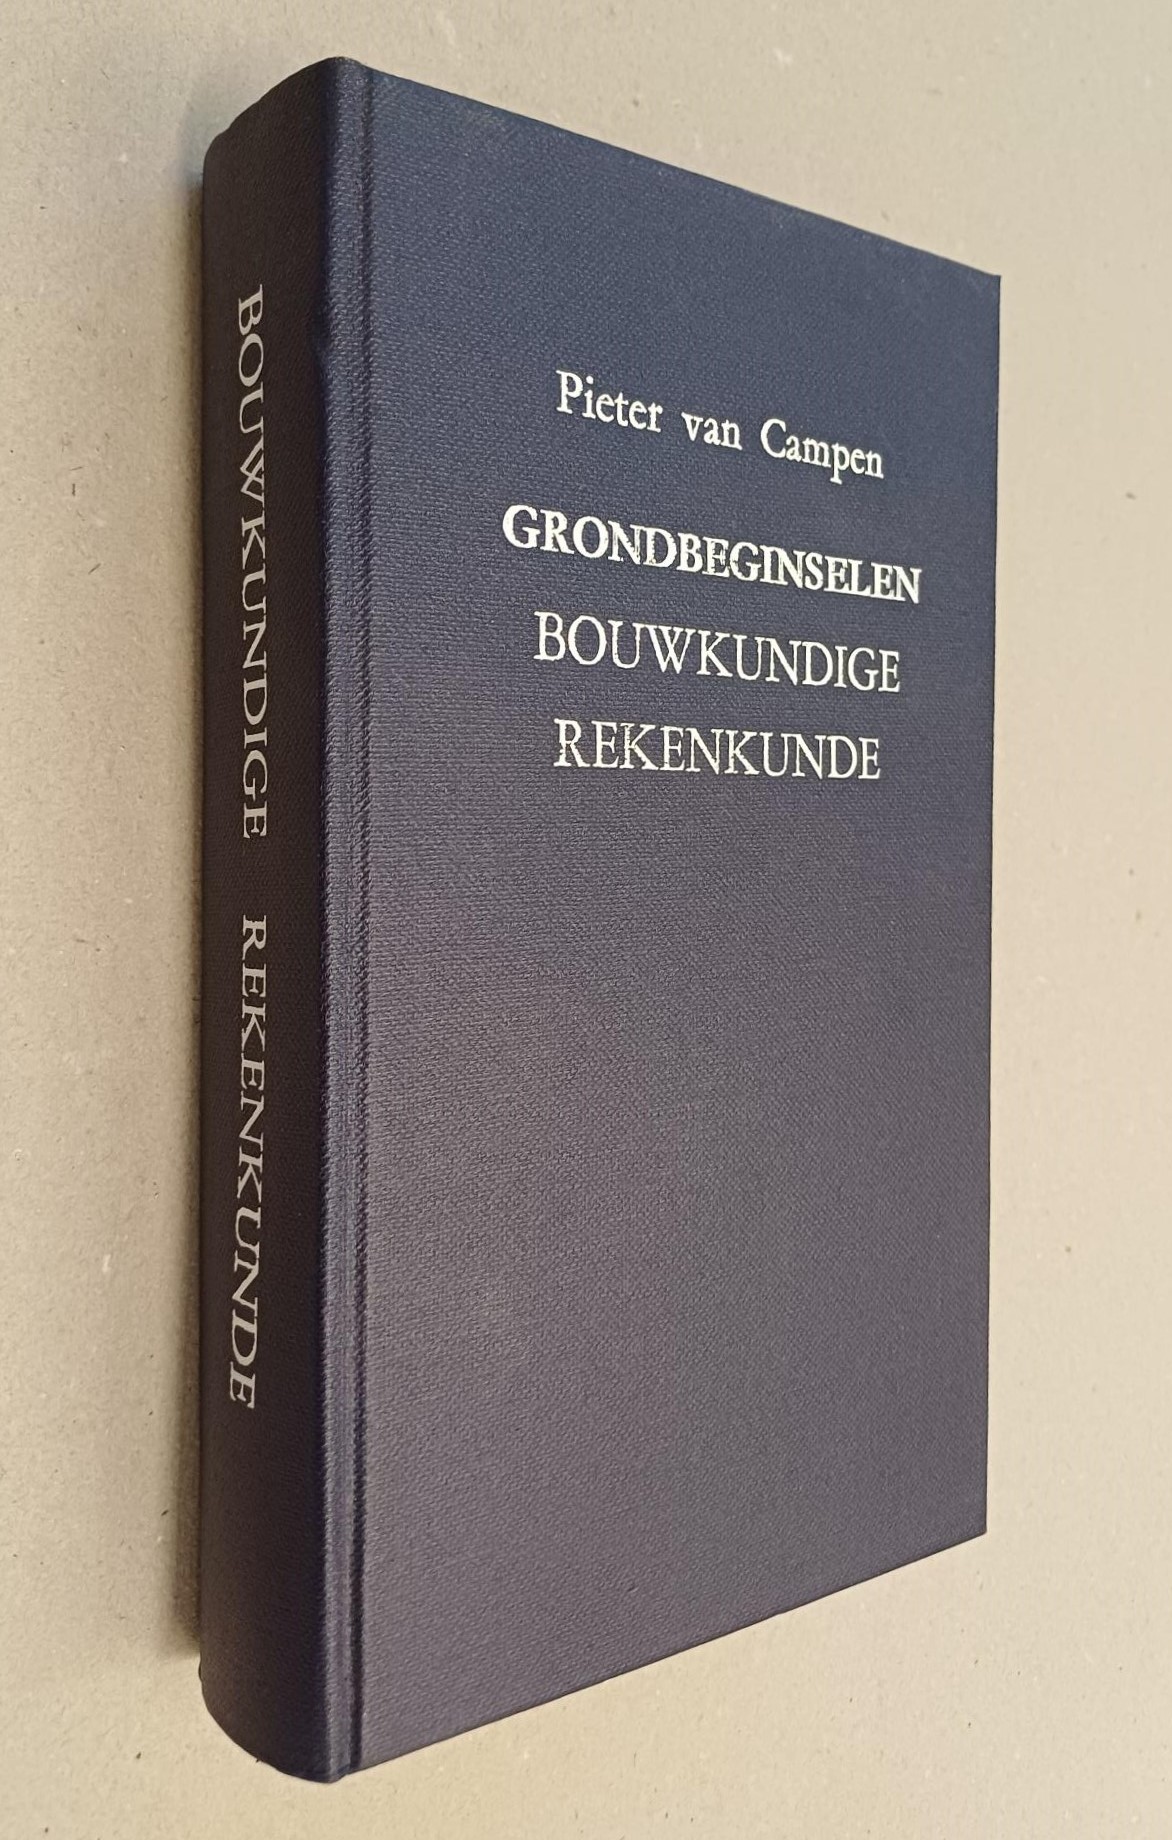 BOUWKUNDIGE REKENKUNDE
Pieter van Campen
GRONDBEGINSELEN
BOUWKUNDIGE
REKENKUNDE